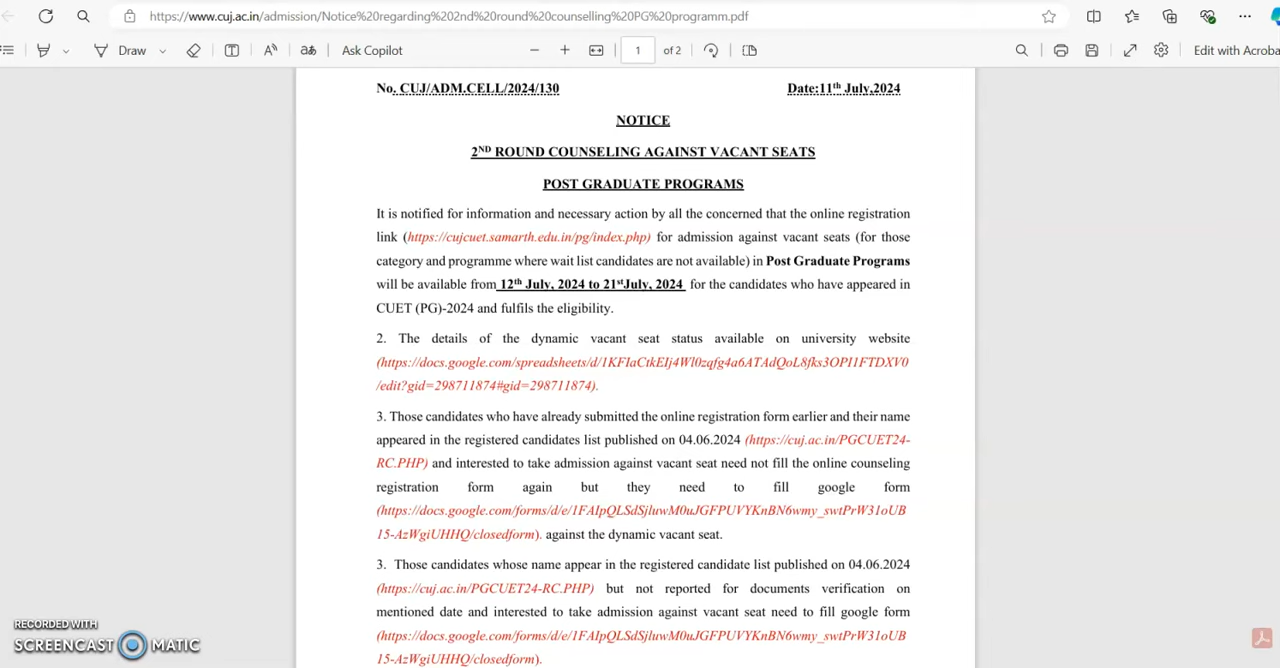 https://www.cuj.ac.in/admission/Notice%20regarding%202nd%20round%20counselling%20PG%20programm.pdf
Draw
aあ
Ask Copilot
1 of 2
Edit with Acroba
No. CUJ/ADM.CELL/2024/130 Date:11th July,2024
NOTICE
2ND ROUND COUNSELING AGAINST VACANT SEATS
POST GRADUATE PROGRAMS
It is notified for information and necessary action by all the concerned that the online registration
link (https://cujcuet.samarth.edu.in/pg/index.php) for admission against vacant seats (for those
category and programme where wait list candidates are not available) in Post Graduate Programs
will be available from 12th July, 2024 to 21stJuly, 2024 for the candidates who have appeared in
CUET (PG)-2024 and fulfils the eligibility.
2. The details of the dynamic vacant seat status available on university website
(https://docs.google.com/spreadsheets/d/1KFIaCtkEIj4Wl0zqfg4a6ATAdQoL8fks3OPI1FTDXV0
/edit?gid=298711874#gid=298711874).
3. Those candidates who have already submitted the online registration form earlier and their name
appeared in the registered candidates list published on 04.06.2024 (https://cuj.ac.in/PGCUET24-
RC.PHP) and interested to take admission against vacant seat need not fill the online counseling
registration form again but they need to fill google form
(https://docs.google.com/forms/d/e/1FAIpQLSdSjluwM0uJGFPUVYKnBN6wmy_swtPrW31oUB
15-AzWgiUHHQ/closedform). against the dynamic vacant seat.
3. Those candidates whose name appear in the registered candidate list published on 04.06.2024
(https://cuj.ac.in/PGCUET24-RC.PHP) but not reported for documents verification on
mentioned date and interested to take admission against vacant seat need to fill google form
(https://docs.google.com/forms/d/e/1FAIpQLSdSjluwM0uJGFPUVYKnBN6wmy_swtPrW31oUB
15-AzWgiUHHQ/closedform).
RECORDED WITH
SCREENCAST MATIC